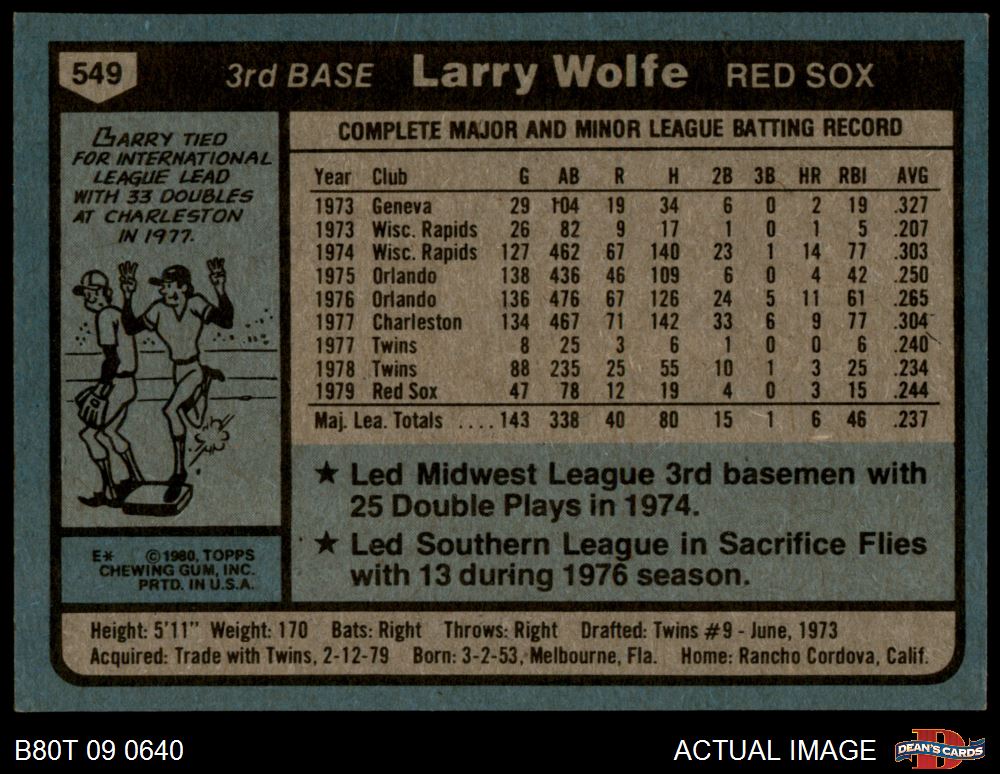 549 3rd BASE Larry Wolfe RED SOX
LARRY TIED
FOR INTERNATIONAL
LEAGUE LEAD
WITH 33 DOUBLES
AT CHARLESTON
IN 1977.
COMPLETE MAJOR AND MINOR LEAGUE BATTING RECORD
Year Club G AB R H 2B 3B HR RBI AVG
1973 Geneva 29 104 19 34 6 0 2 19 .327
1973 Wisc. Rapids 26 82 9 17 1 0 1 5 .207
1974 Wisc. Rapids 127 462 67 140 23 1 14 77 .303
1975 Orlando 138 436 46 109 6 0 4 42 .250
1976 Orlando 136 476 67 126 24 5 11 61 .265
1977 Charleston 134 467 71 142 33 6 9 77 .304
1977 Twins 8 25 3 6 1 0 0 6 .240
1978 Twins 88 235 25 55 10 1 3 25 .234
1979 Red Sox 47 78 12 19 4 0 3 15 .244
Maj. Lea. Totals .... 143 338 40 80 15 1 6 46 .237
★ Led Midwest League 3rd basemen with
25 Double Plays in 1974.
★ Led Southern League in Sacrifice Flies
with 13 during 1976 season.
E* © 1980, TOPPS
CHEWING GUM, INC.
PRTD. IN U.S.A.
Height: 5'11" Weight: 170 Bats: Right Throws: Right Drafted: Twins #9 - June, 1973
Acquired: Trade with Twins, 2-12-79 Born: 3-2-53, Melbourne, Fla. Home: Rancho Cordova, Calif.
B80T 09 0640 ACTUAL IMAGE DEAN'S CARDS